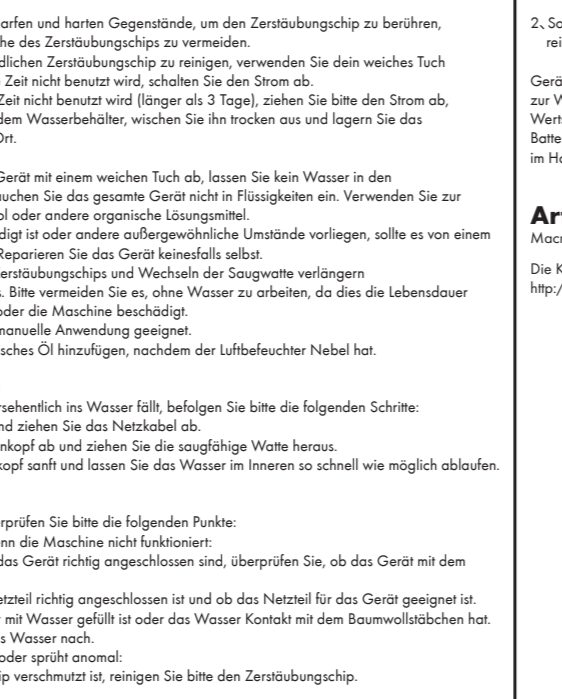 arfen und harten Gegenstände, um den Zerstäubungschip zu berühren,
he des Zerstäubungschips zu vermeiden.
dlichen Zerstäubungschip zu reinigen, verwenden Sie dein weiches Tuch
Zeit nicht benutzt wird, schalten Sie den Strom ab.
Zeit nicht benutzt wird (länger als 3 Tage), ziehen Sie bitte den Strom ab,
dem Wasserbehälter, wischen Sie ihn trocken aus und lagern Sie das
Ort.
Gerät mit einem weichen Tuch ab, lassen Sie kein Wasser in den
auchen Sie das gesamte Gerät nicht in Flüssigkeiten ein. Verwenden Sie zur
ol oder andere organische Lösungsmittel.
digt ist oder andere außergewöhnliche Umstände vorliegen, sollte es von einem
Reparieren Sie das Gerät keinesfalls selbst.
erstäubungschips und Wechseln der Saugwatte verlängern
s. Bitte vermeiden Sie es, ohne Wasser zu arbeiten, da dies die Lebensdauer
oder die Maschine beschädigt.
manuelle Anwendung geeignet.
sches Öl hinzufügen, nachdem der Luftbefeuchter Nebel hat.
rsehentlich ins Wasser fällt, befolgen Sie bitte die folgenden Schritte:
nd ziehen Sie das Netzkabel ab.
nkopf ab und ziehen Sie die saugfähige Watte heraus.
kopf sanft und lassen Sie das Wasser im Inneren so schnell wie möglich ablaufen.
rprüfen Sie bitte die folgenden Punkte:
enn die Maschine nicht funktioniert:
das Gerät richtig angeschlossen sind, überprüfen Sie, ob das Gerät mit dem
etzteil richtig angeschlossen ist und ob das Netzteil für das Gerät geeignet ist.
r mit Wasser gefüllt ist oder das Wasser Kontakt mit dem Baumwollstäbchen hat.
s Wasser nach.
oder sprüht anomal:
ip verschmutzt ist, reinigen Sie bitte den Zerstäubungschip.
2、So
rei
Gerä
zur W
Werts
Batte
im Ha
Art
Macr
Die K
http:/